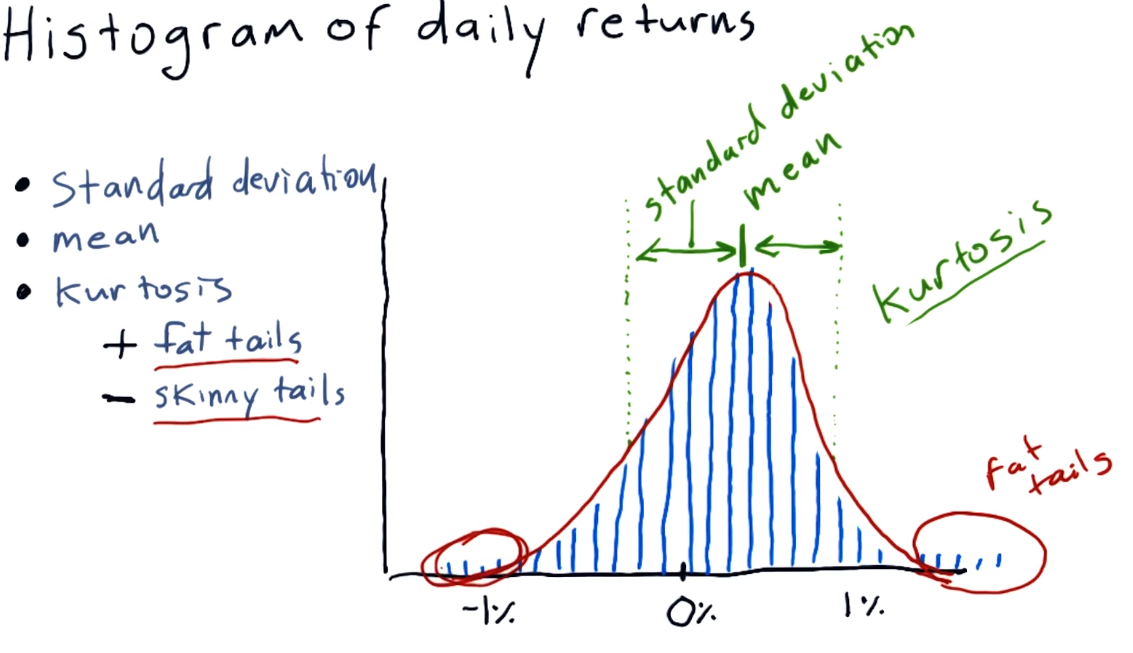 Histogram of daily returns
• Standard deviation
• mean
• Kurtosis
+ fat tails
– skinny tails
standard deviation
mean
Kurtosis
fat
tails
-1% 0% 1%